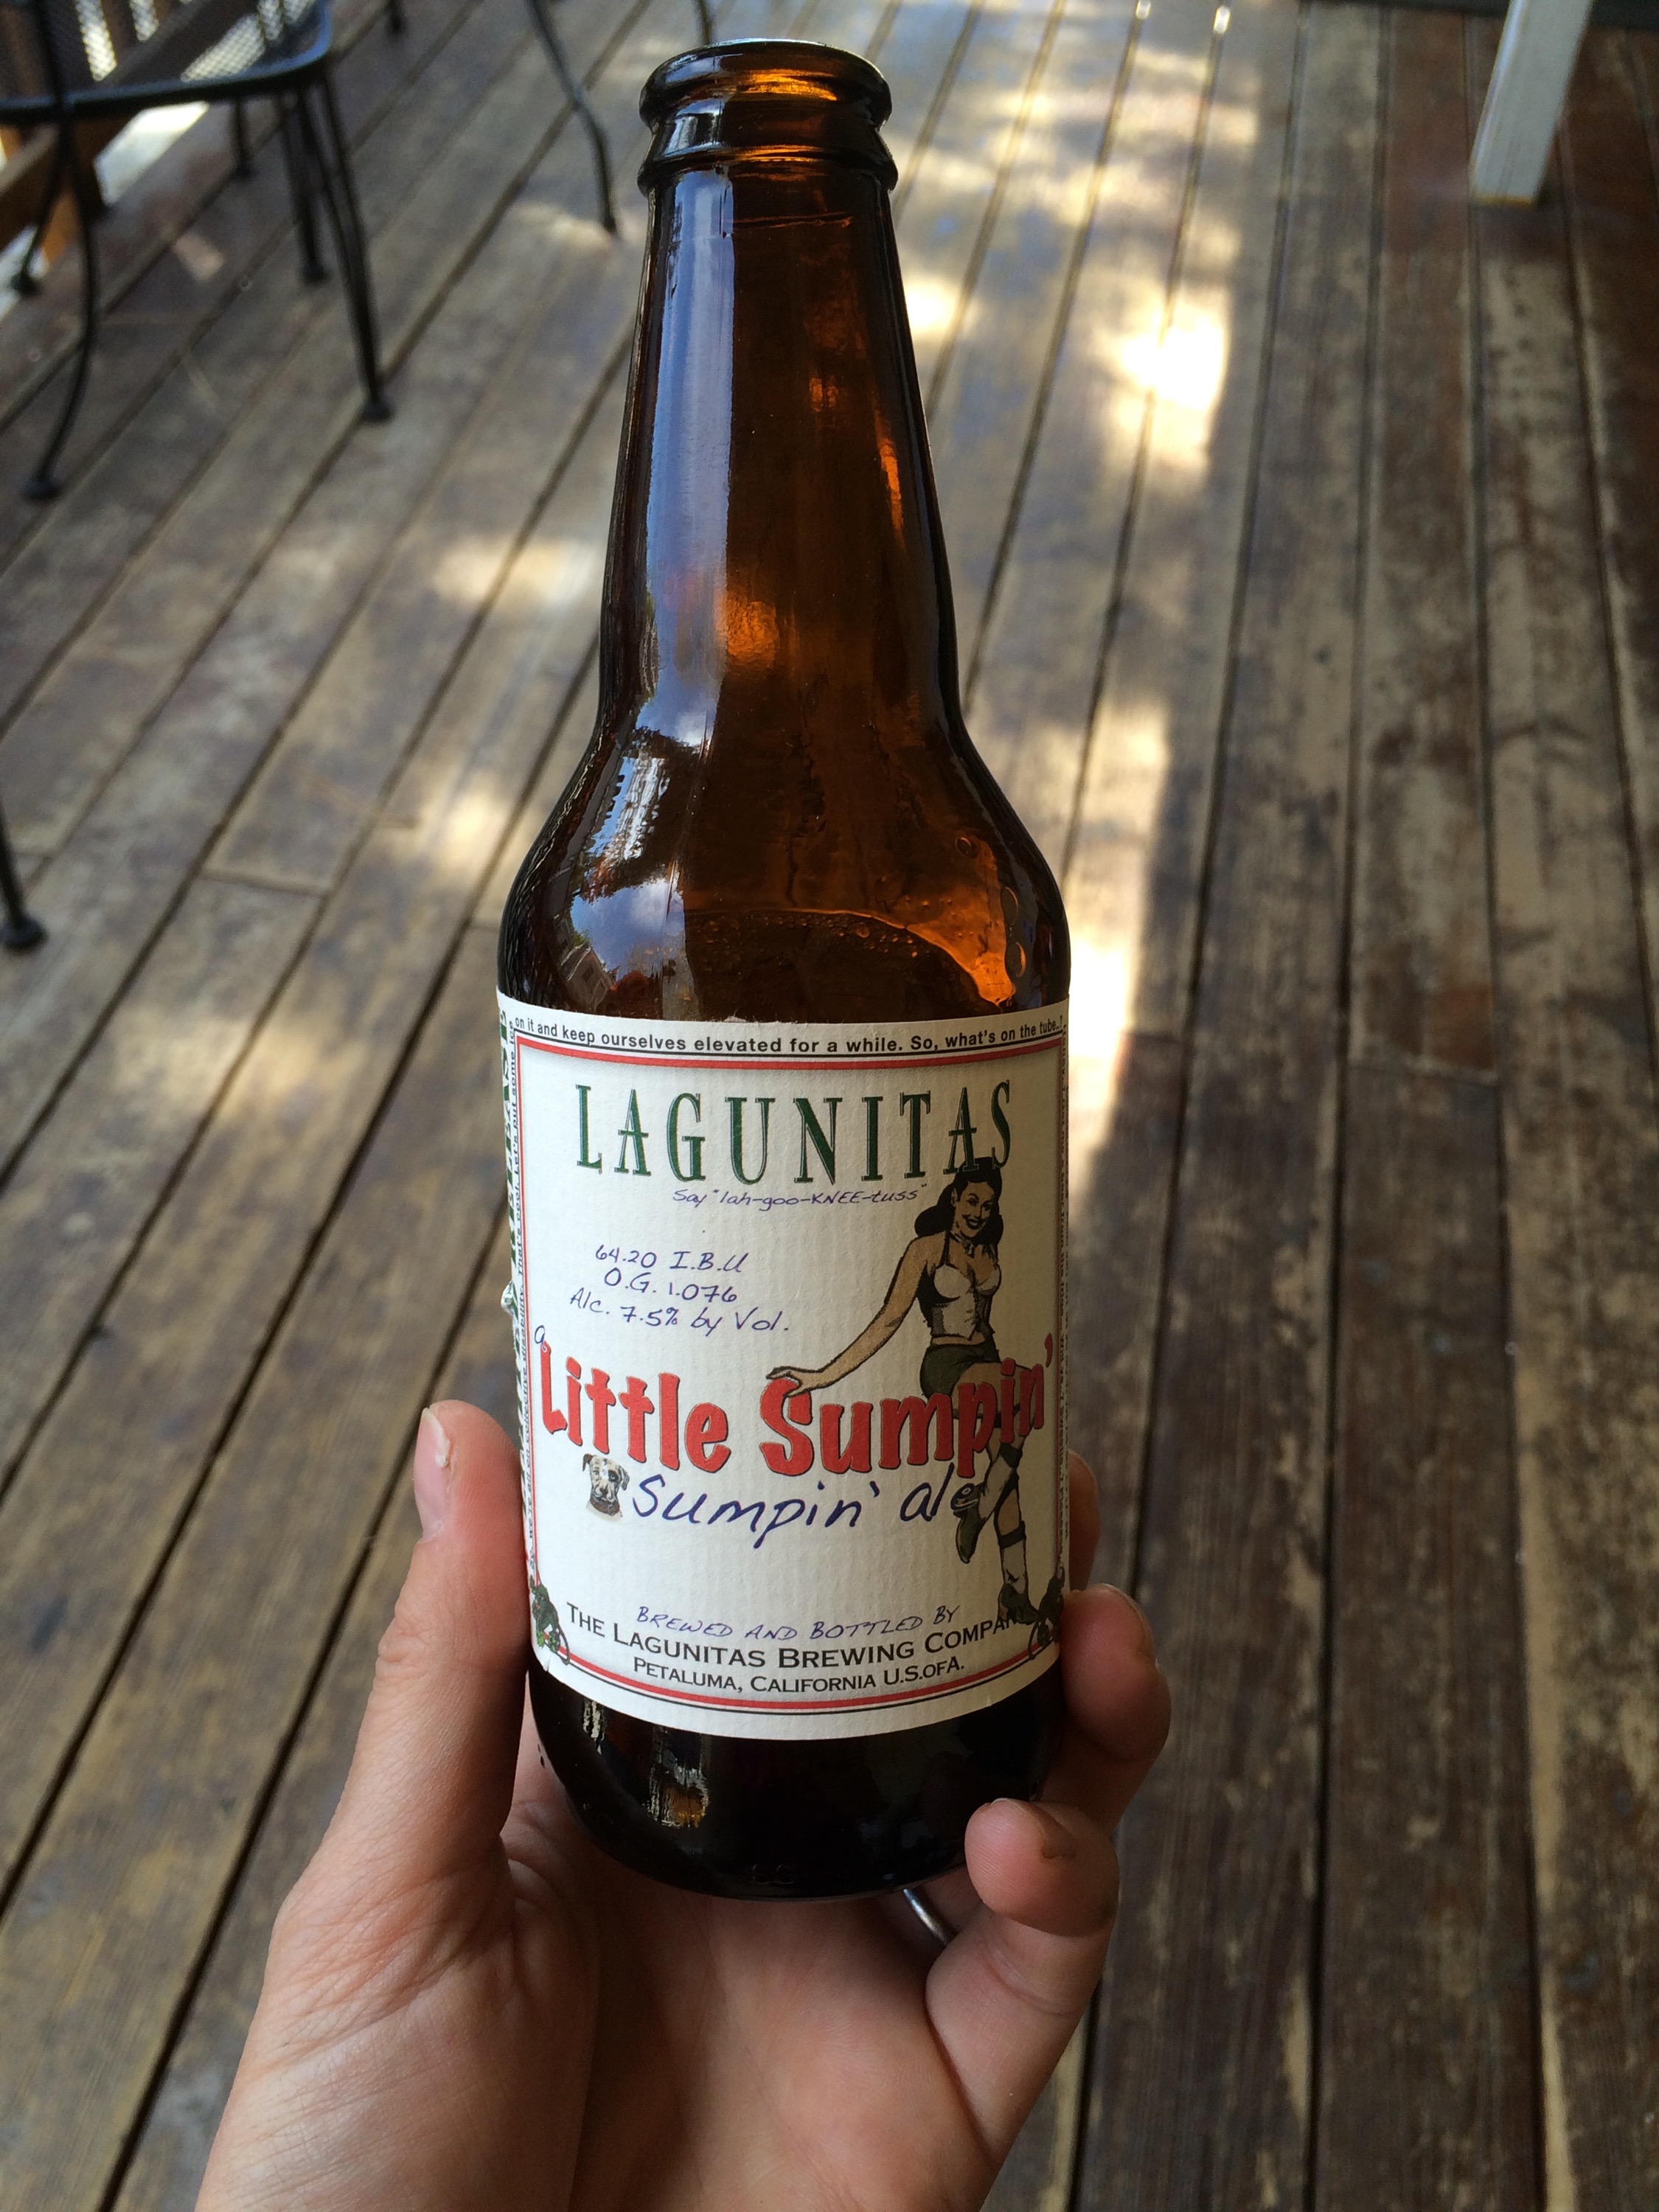 on it and keep ourselves elevated for a while. So, what's on the tube..?
LAGUNITAS
Say "lah-goo-KNEE-tuss"
64.20 I.B.U
O.G. 1.076
Alc. 7.5% by Vol.
a
Little Sumpin'
Sumpin' ale
BREWED AND BOTTLED BY
THE LAGUNITAS BREWING COMPAN
PETALUMA, CALIFORNIA U.S.OFA.